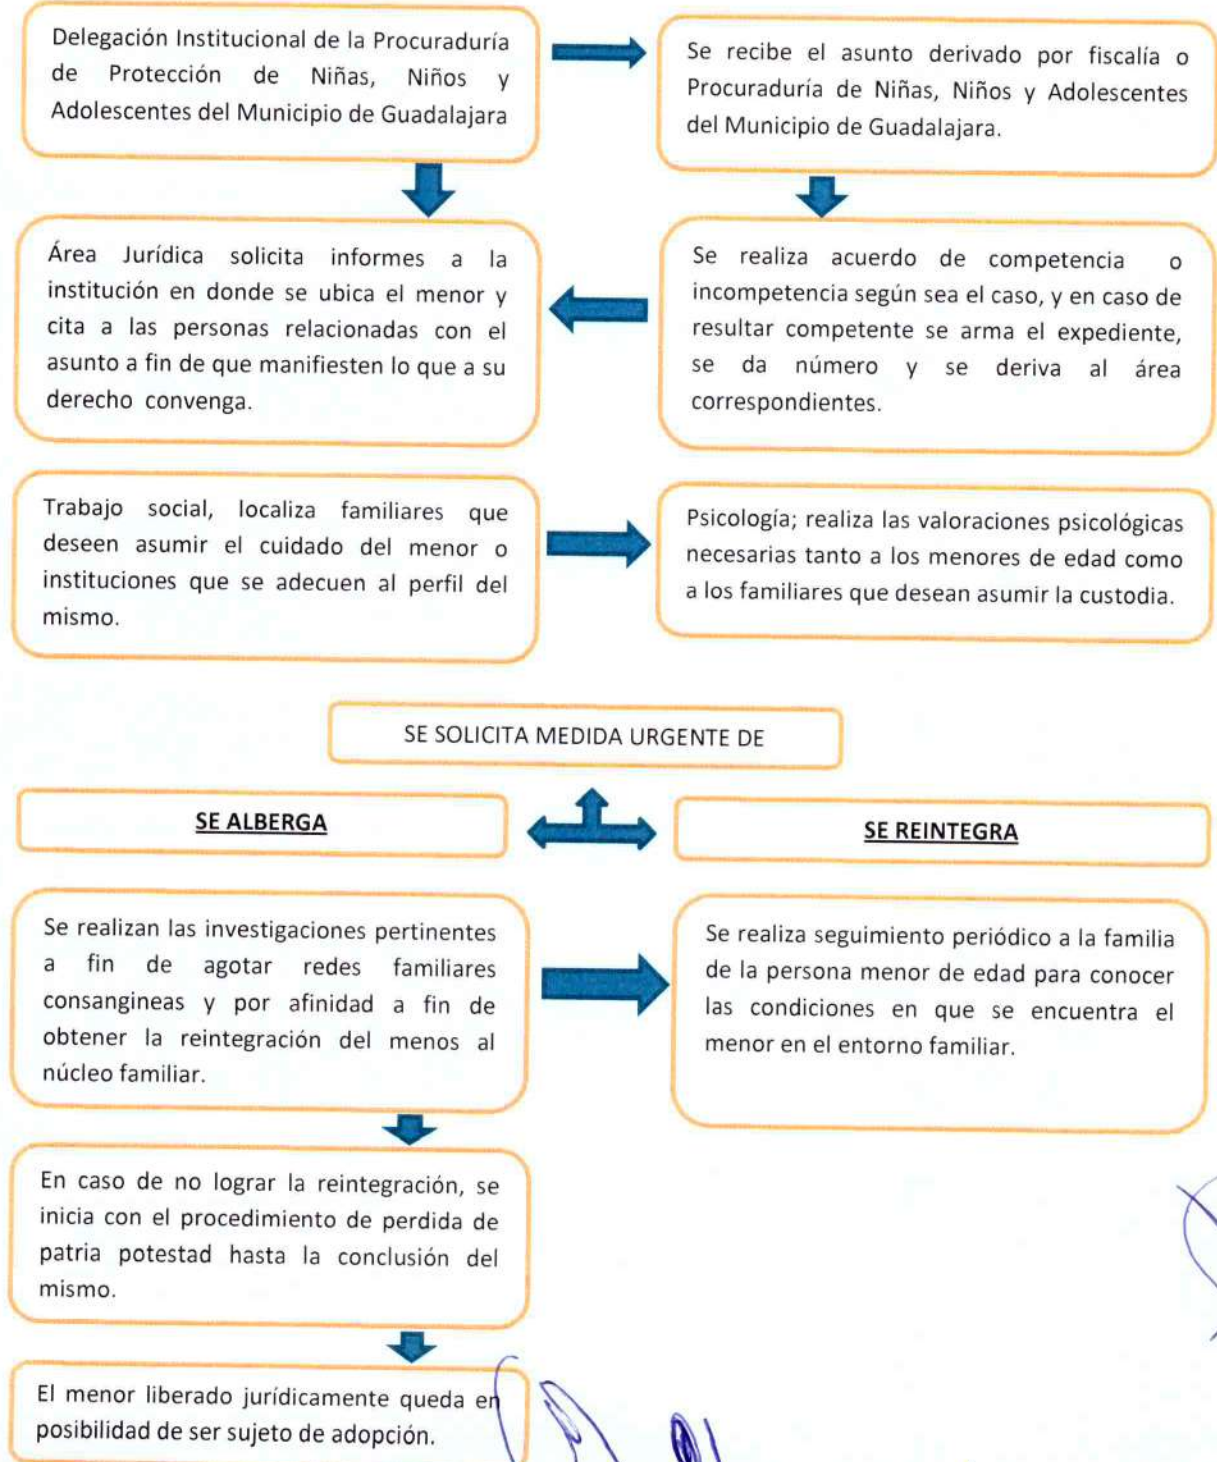 Delegación Institucional de la Procuraduría
de Protección de Niñas, Niños y
Adolescentes del Municipio de Guadalajara
Se recibe el asunto derivado por fiscalía o
Procuraduría de Niñas, Niños y Adolescentes
del Municipio de Guadalajara.
Área Jurídica solicita informes a la
institución en donde se ubica el menor y
cita a las personas relacionadas con el
asunto a fin de que manifiesten lo que a su
derecho convenga.
Se realiza acuerdo de competencia o
incompetencia según sea el caso, y en caso de
resultar competente se arma el expediente,
se da número y se deriva al área
correspondientes.
Trabajo social, localiza familiares que
deseen asumir el cuidado del menor o
instituciones que se adecuen al perfil del
mismo.
Psicología; realiza las valoraciones psicológicas
necesarias tanto a los menores de edad como
a los familiares que desean asumir la custodia.
SE SOLICITA MEDIDA URGENTE DE
SE ALBERGA
SE REINTEGRA
Se realizan las investigaciones pertinentes
a fin de agotar redes familiares
consangineas y por afinidad a fin de
obtener la reintegración del menos al
núcleo familiar.
Se realiza seguimiento periódico a la familia
de la persona menor de edad para conocer
las condiciones en que se encuentra el
menor en el entorno familiar.
En caso de no lograr la reintegración, se
inicia con el procedimiento de perdida de
patria potestad hasta la conclusión del
mismo.
El menor liberado jurídicamente queda en
posibilidad de ser sujeto de adopción.